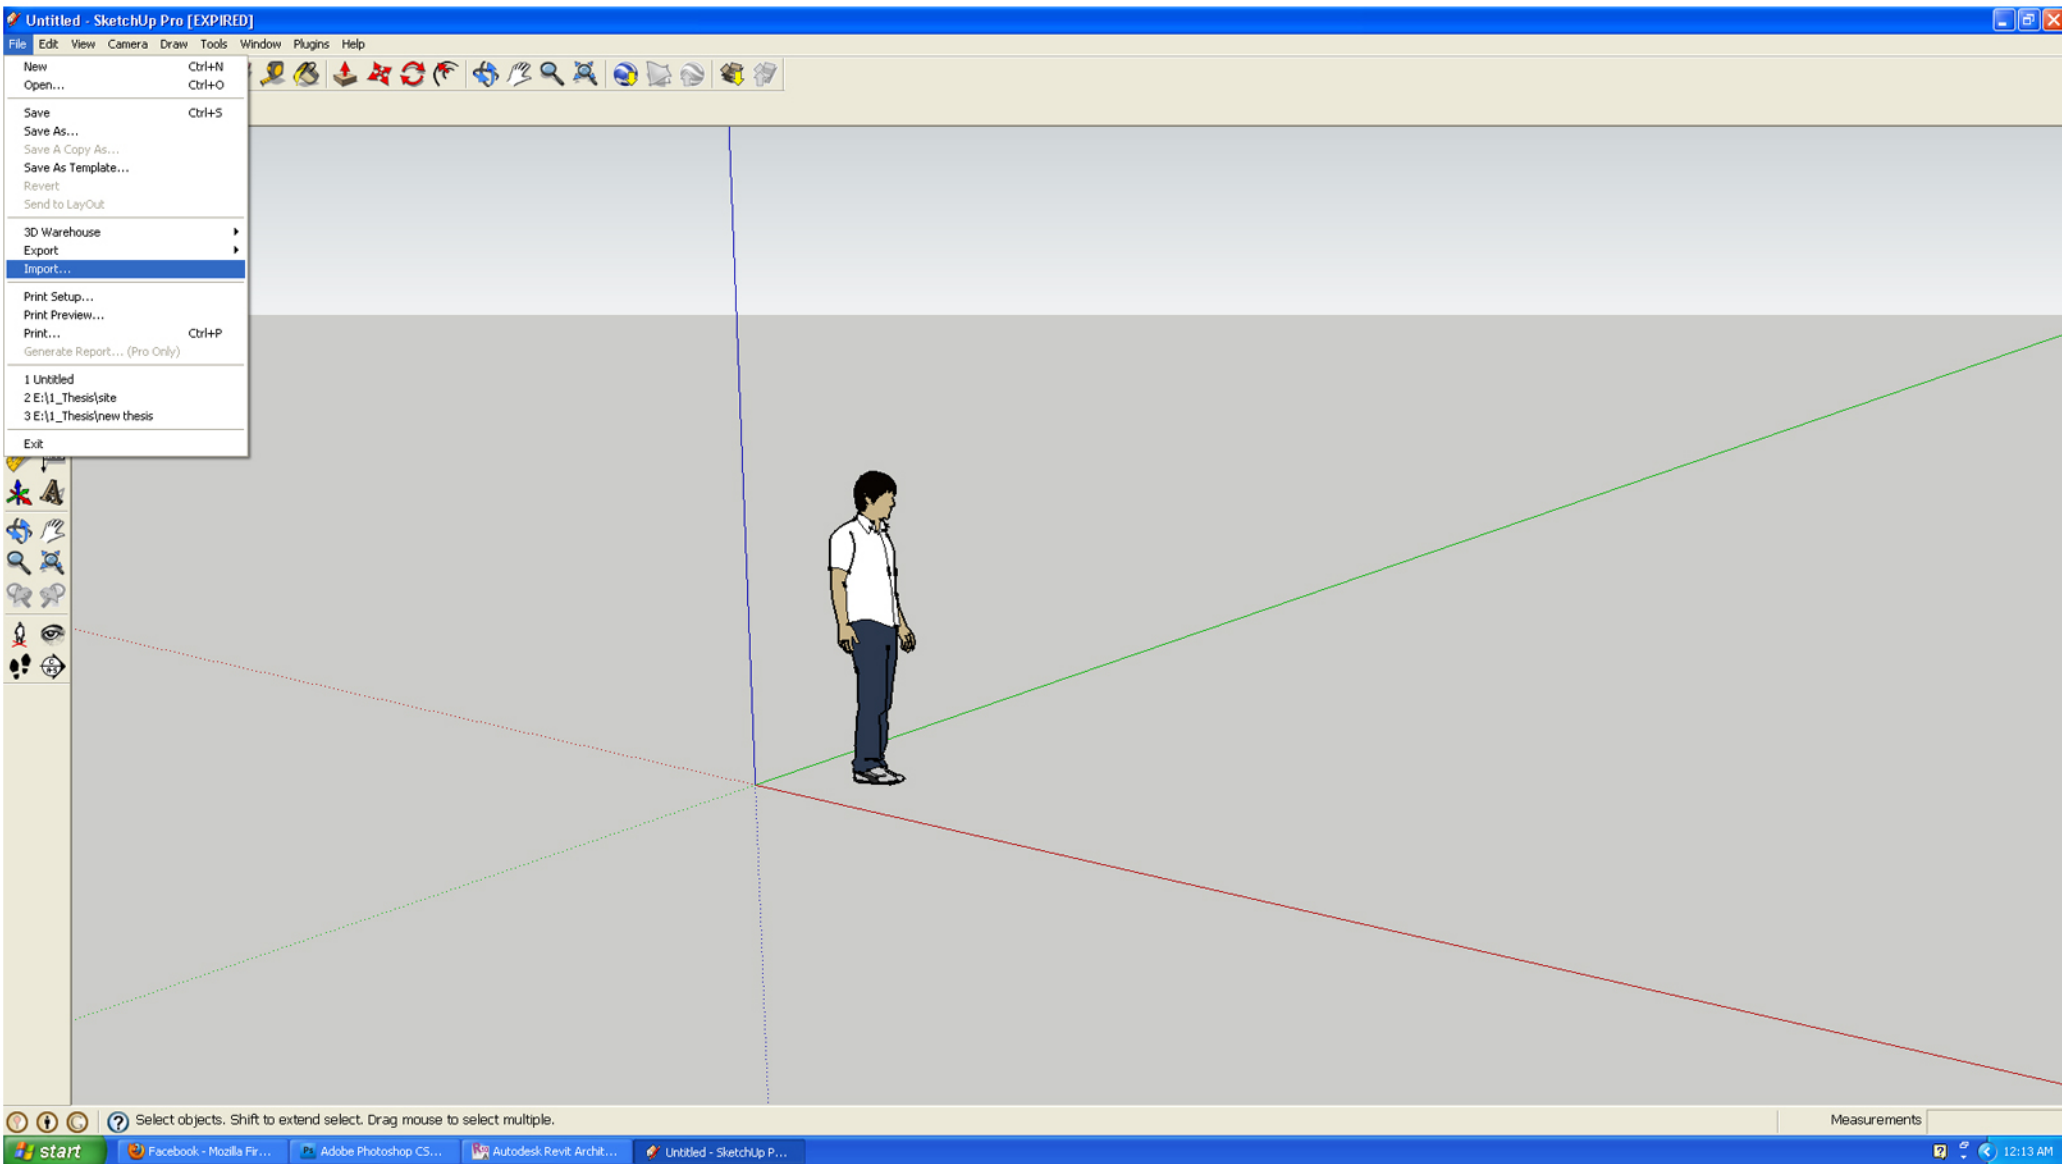 Untitled - SketchUp Pro [EXPIRED]
File Edit View Camera Draw Tools Window Plugins Help
New Ctrl+N
Open... Ctrl+O
Save Ctrl+S
Save As...
Save A Copy As...
Save As Template...
Revert
Send to LayOut
3D Warehouse
Export
Import...
Print Setup...
Print Preview...
Print... Ctrl+P
Generate Report... (Pro Only)
1 Untitled
2 E:\1_Thesis\site
3 E:\1_Thesis\new thesis
Exit
Select objects. Shift to extend select. Drag mouse to select multiple.
Measurements
start
Facebook - Mozilla Fir...
Adobe Photoshop CS...
Autodesk Revit Archit...
Untitled - SketchUp P...
12:13 AM